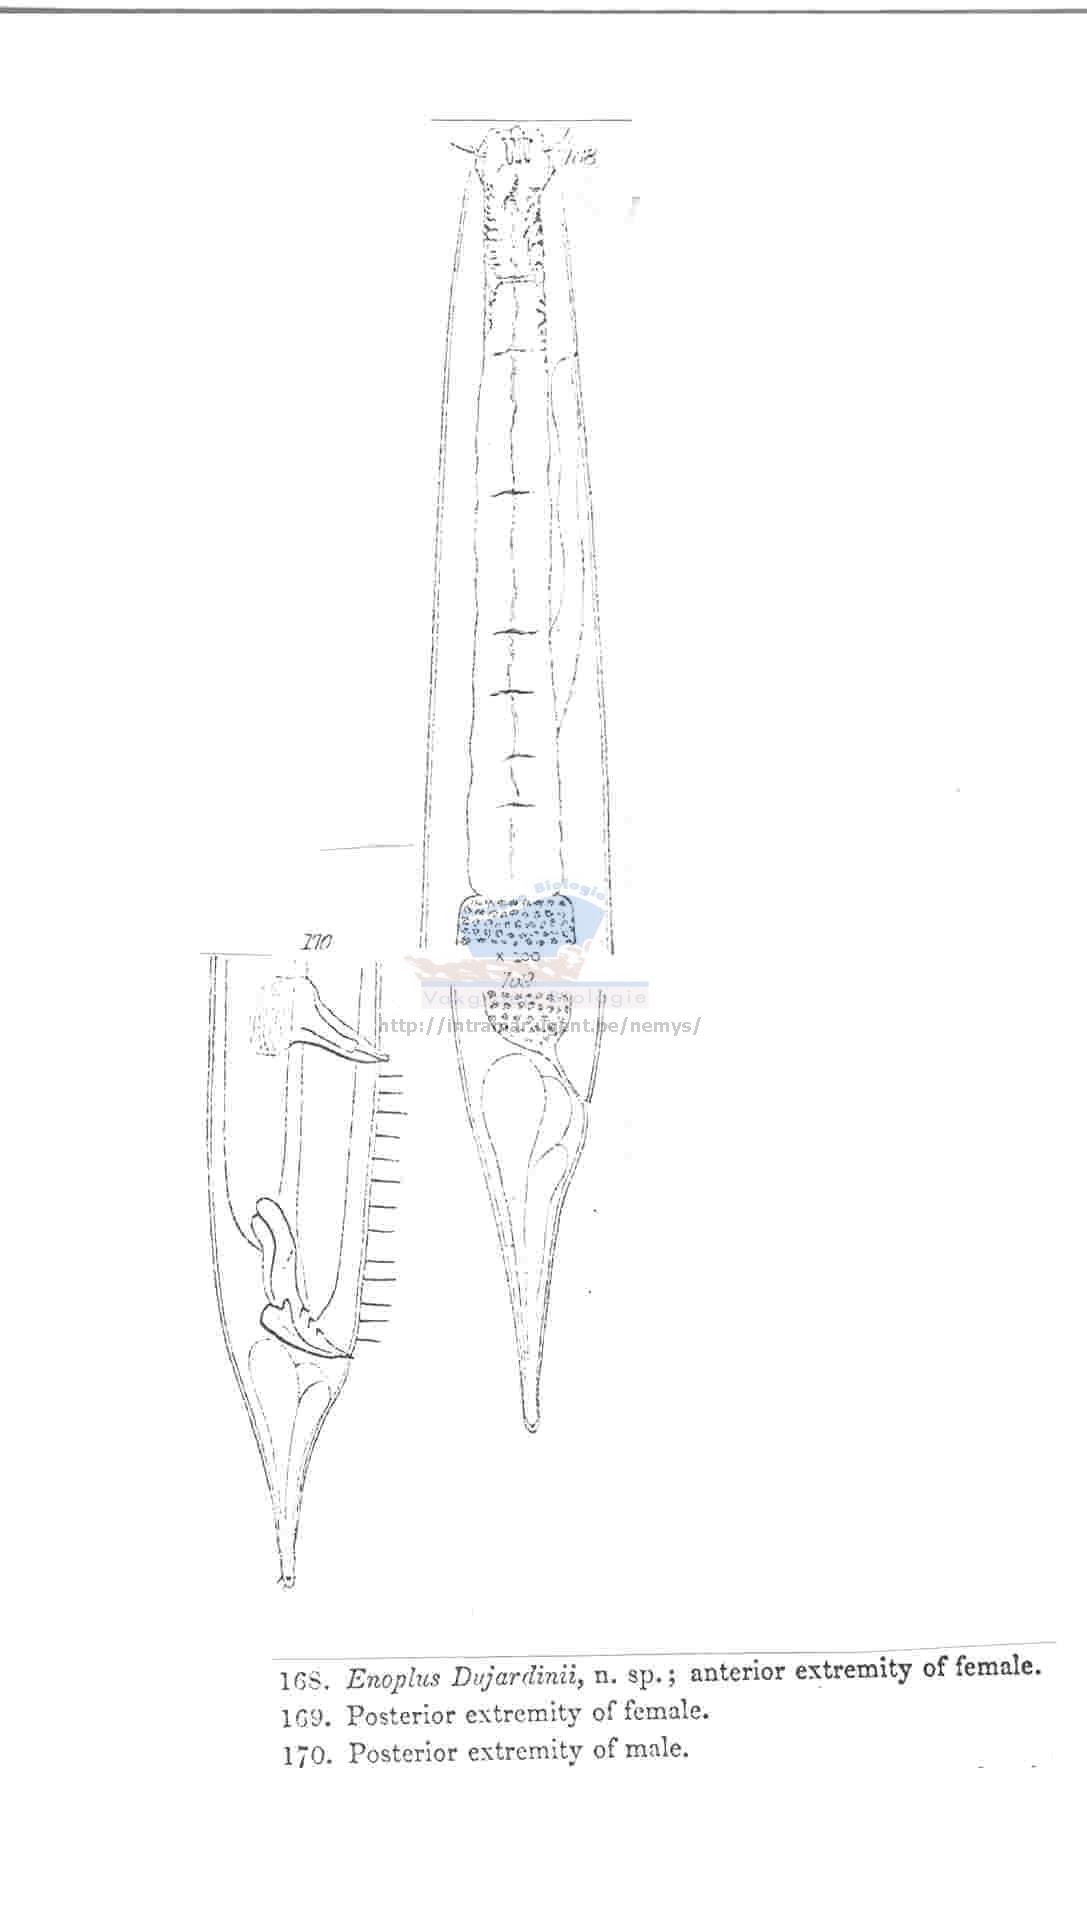 168
Biologie
× 200
169
170
Vakgroep Biologie
http://intramar.ugent.be/nemys/
168. Enoplus Dujardinii, n. sp.; anterior extremity of female.
169. Posterior extremity of female.
170. Posterior extremity of male.